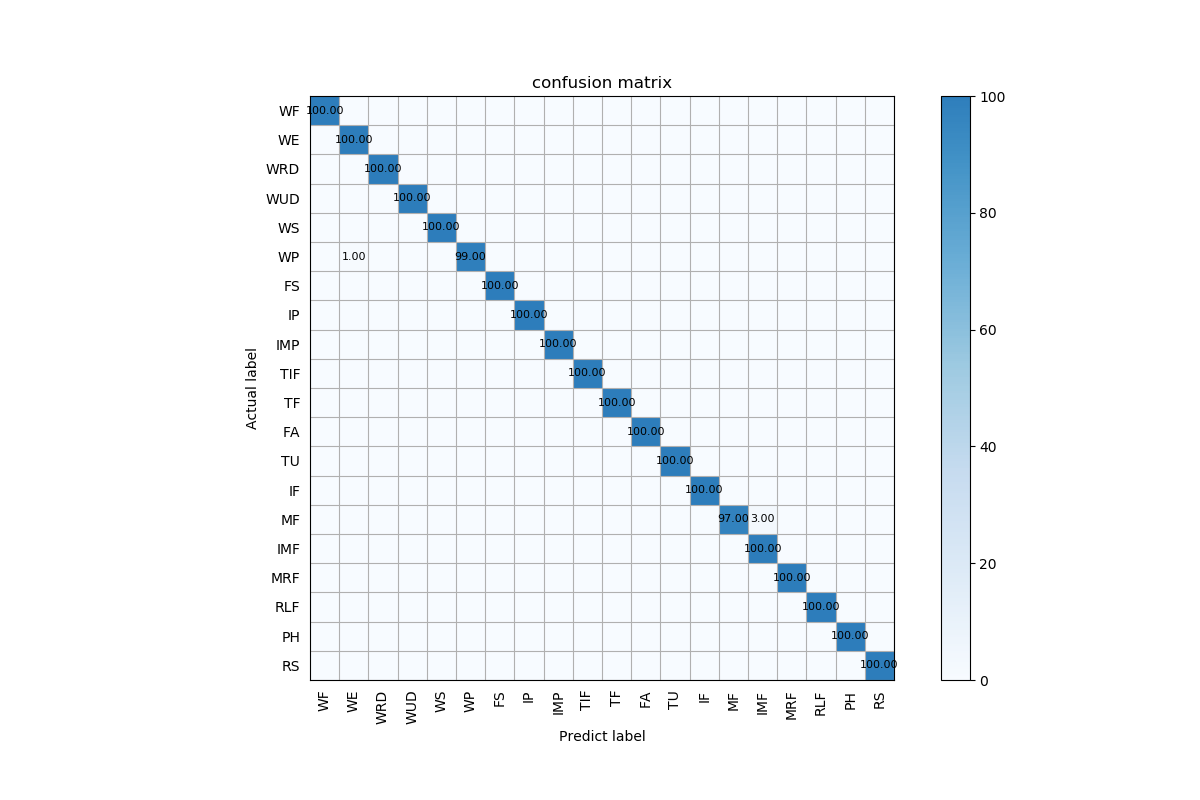 confusion matrix
WF 100.00
WE 100.00
WRD 100.00
WUD 100.00
WS 100.00
WP 1.00 99.00
FS 100.00
IP 100.00
IMP 100.00
TIF 100.00
TF 100.00
FA 100.00
TU 100.00
IF 100.00
MF 97.00 3.00
IMF 100.00
MRF 100.00
RLF 100.00
PH 100.00
RS 100.00
Actual label
WF WE WRD WUD WS WP FS IP IMP TIF TF FA TU IF MF IMF MRF RLF PH RS
Predict label
100
80
60
40
20
0